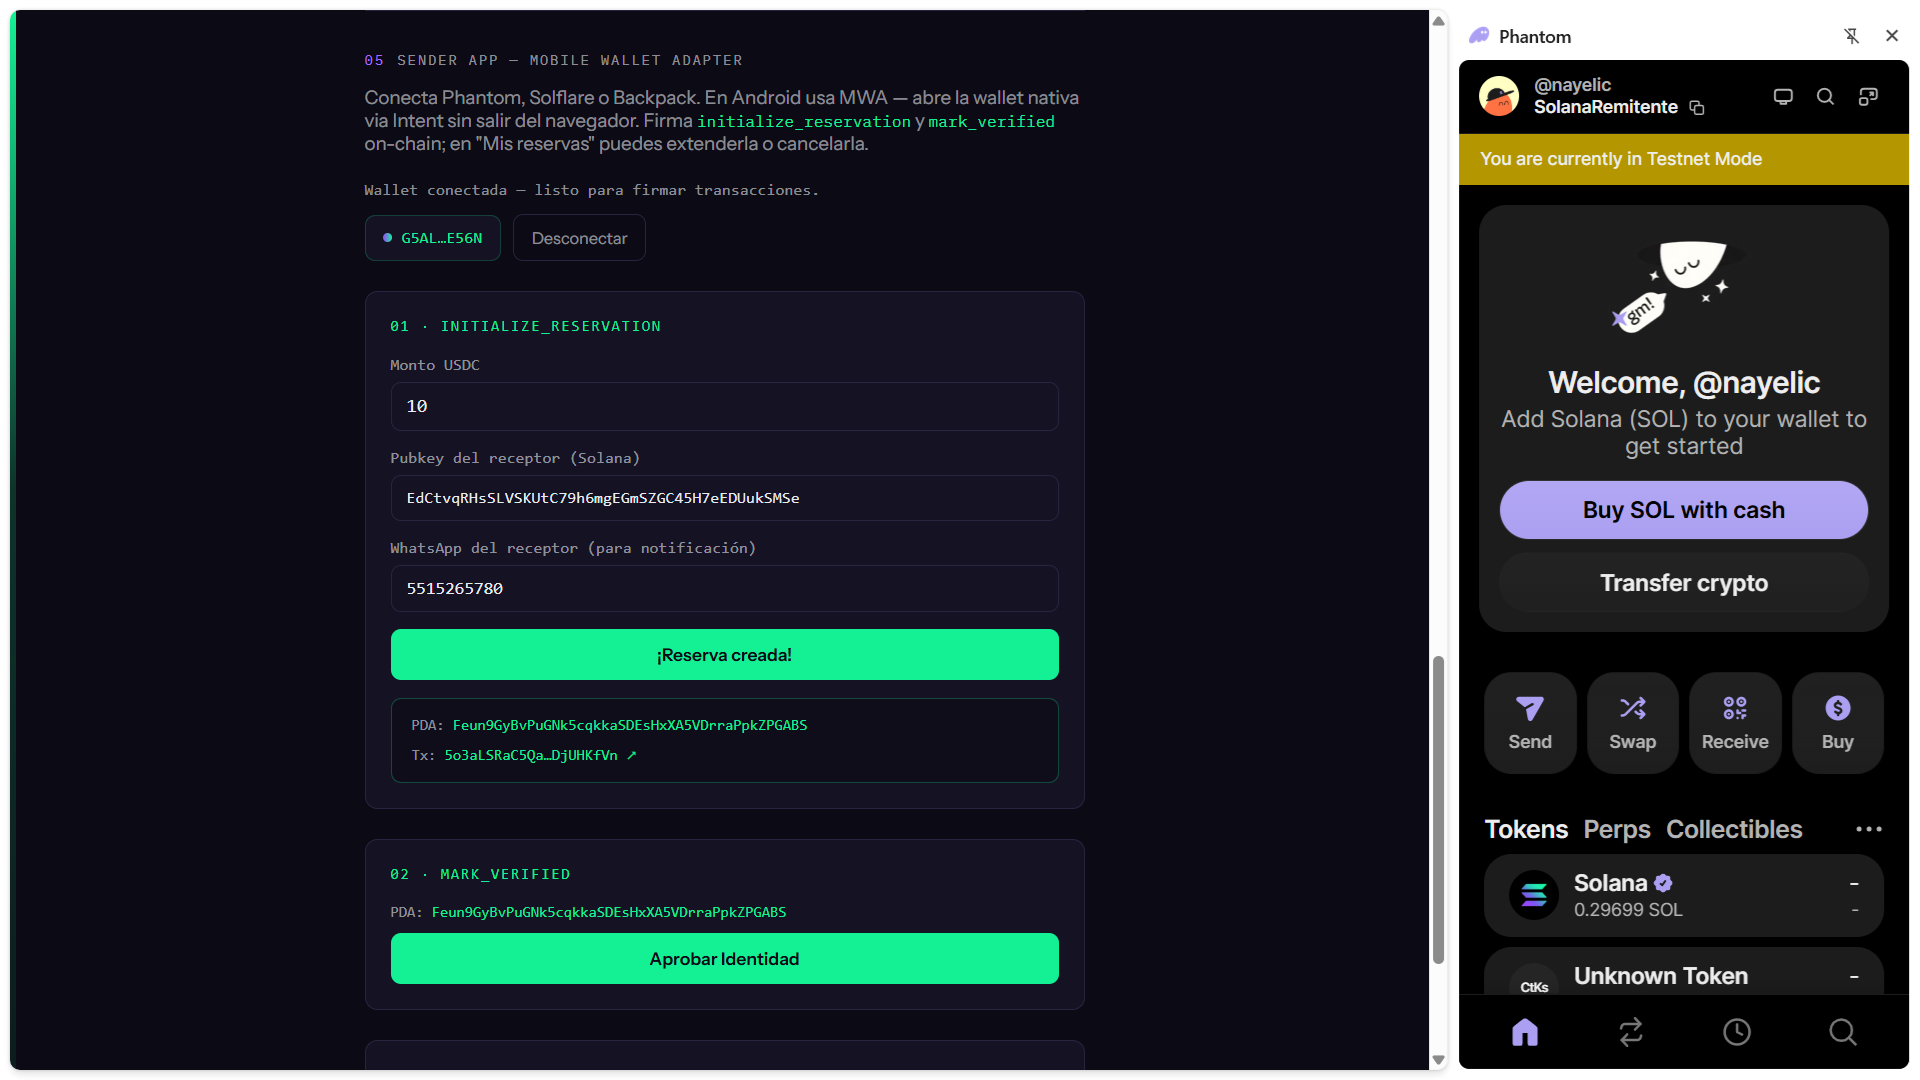 05 SENDER APP — MOBILE WALLET ADAPTER
Conecta Phantom, Solflare o Backpack. En Android usa MWA — abre la wallet nativa
via Intent sin salir del navegador. Firma initialize_reservation y mark_verified
on-chain; en "Mis reservas" puedes extenderla o cancelarla.
Wallet conectada — listo para firmar transacciones.
G5AL…E56N
Desconectar
01 · INITIALIZE_RESERVATION
Monto USDC
10
Pubkey del receptor (Solana)
EdCtvqRHsSLVSKUtC79h6mgEGmSZGC45H7eEDUukSMSe
WhatsApp del receptor (para notificación)
5515265780
¡Reserva creada!
PDA: Feun9GyBvPuGNk5cqkkaSDEsHxXA5VDrraPpkZPGABS
Tx: 5o3aLSRaC5Qa…DjUHKfVn ↗
02 · MARK_VERIFIED
PDA: Feun9GyBvPuGNk5cqkkaSDEsHxXA5VDrraPpkZPGABS
Aprobar Identidad
Phantom
@nayelic
SolanaRemitente
You are currently in Testnet Mode
gm!
Welcome, @nayelic
Add Solana (SOL) to your wallet to
get started
Buy SOL with cash
Transfer crypto
Send
Swap
Receive
Buy
Tokens Perps Collectibles
Solana
-
0.29699 SOL
-
CtKs
Unknown Token
-